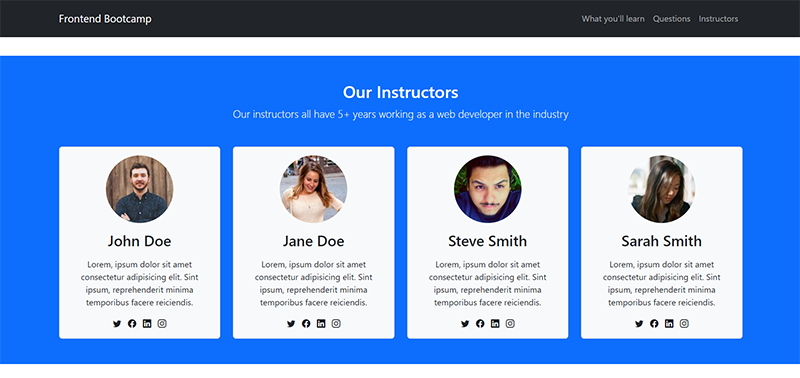 Frontend Bootcamp
What you'll learn Questions Instructors
Our Instructors
Our instructors all have 5+ years working as a web developer in the industry
John Doe
Lorem, ipsum dolor sit amet
consectetur adipisicing elit. Sint
ipsum, reprehenderit minima
temporibus facere reiciendis.
Jane Doe
Lorem, ipsum dolor sit amet
consectetur adipisicing elit. Sint
ipsum, reprehenderit minima
temporibus facere reiciendis.
Steve Smith
Lorem, ipsum dolor sit amet
consectetur adipisicing elit. Sint
ipsum, reprehenderit minima
temporibus facere reiciendis.
Sarah Smith
Lorem, ipsum dolor sit amet
consectetur adipisicing elit. Sint
ipsum, reprehenderit minima
temporibus facere reiciendis.